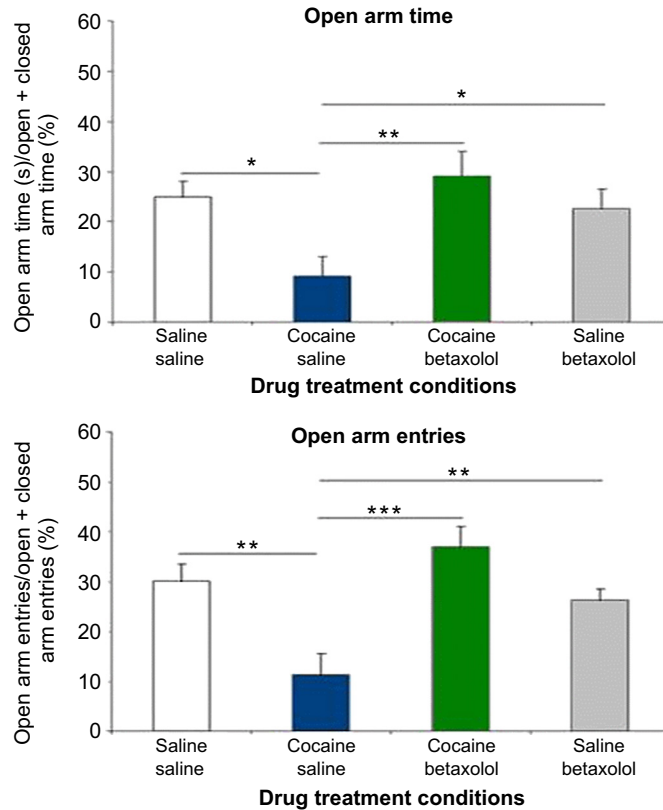 Open arm time
Open arm time (s)/open + closed
arm time (%)
60
50
40
30
20
10
0
*
**
*
Saline
saline
Cocaine
saline
Cocaine
betaxolol
Saline
betaxolol
Drug treatment conditions
Open arm entries
Open arm entries/open + closed
arm entries (%)
60
50
40
30
20
10
0
**
***
**
Saline
saline
Cocaine
saline
Cocaine
betaxolol
Saline
betaxolol
Drug treatment conditions